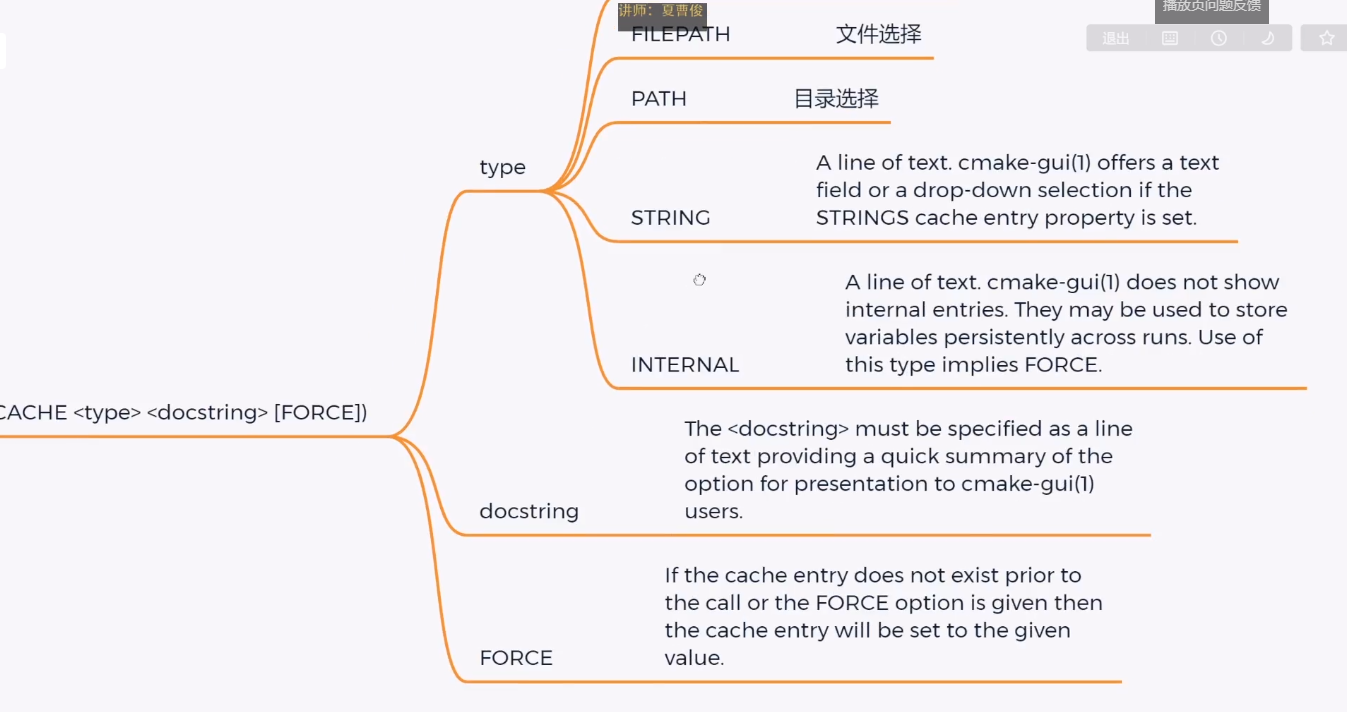 讲师：夏曹俊
播放页问题反馈
FILEPATH 文件选择
退出
PATH 目录选择
type
A line of text. cmake-gui(1) offers a text
field or a drop-down selection if the
STRINGS cache entry property is set.
STRING
A line of text. cmake-gui(1) does not show
internal entries. They may be used to store
variables persistently across runs. Use of
this type implies FORCE.
INTERNAL
CACHE <type> <docstring> [FORCE])
The <docstring> must be specified as a line
of text providing a quick summary of the
option for presentation to cmake-gui(1)
users.
docstring
If the cache entry does not exist prior to
the call or the FORCE option is given then
the cache entry will be set to the given
value.
FORCE